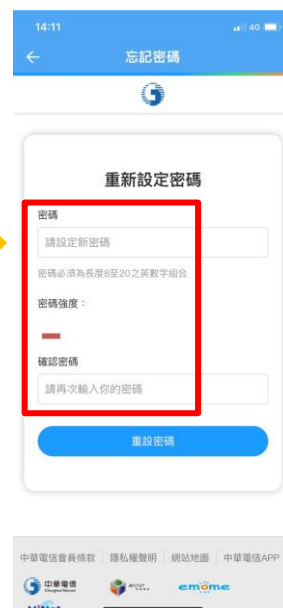 14:11
4G
忘記密碼
重新設定密碼
密碼
請設定新密碼
密碼必須為長度8至20之英數字組合
密碼強度：
確認密碼
請再次輸入你的密碼
重設密碼
中華電信會員條款 隱私權聲明 網站地圖 中華電信APP
中華電信 emome
HiNet